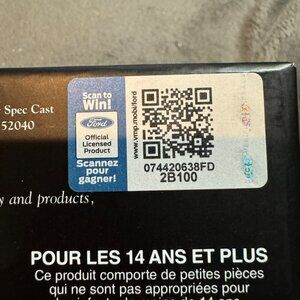 Spec Cast
52040
Scan to
Win!
Ford
Official
Licensed
Product
Scannez
pour
gagner!
www.vmp.mobi/ford
074420638FD
2B100
y and products,
POUR LES 14 ANS ET PLUS
Ce produit comporte de petites pièces
qui ne sont pas appropriées pour